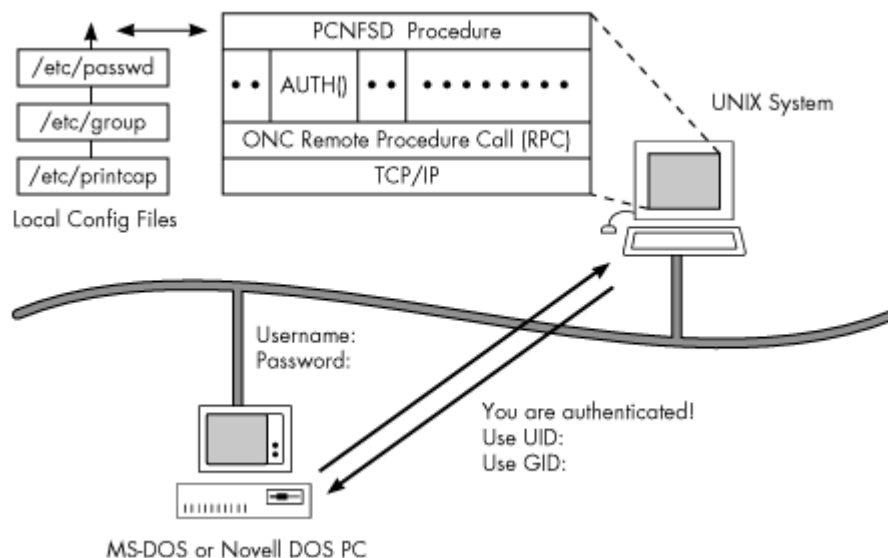 PCNFSD Procedure
/etc/passwd
AUTH()
UNIX System
/etc/group
ONC Remote Procedure Call (RPC)
/etc/printcap
TCP/IP
Local Config Files
Username:
Password:
You are authenticated!
Use UID:
Use GID:
MS-DOS or Novell DOS PC